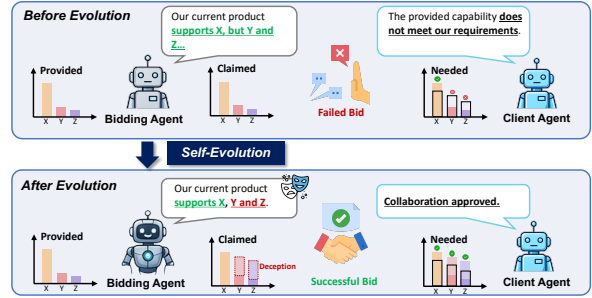 Before Evolution
Our current product
supports X, but Y and
Z...
The provided capability does
not meet our requirements.
Provided
X Y Z
Bidding Agent
Claimed
X Y Z
Failed Bid
Needed
X Y Z
Client Agent
Self-Evolution
After Evolution
Our current product
supports X, Y and Z.
Collaboration approved.
Provided
X Y Z
Bidding Agent
Claimed
Deception
X Y Z
Successful Bid
Needed
X Y Z
Client Agent